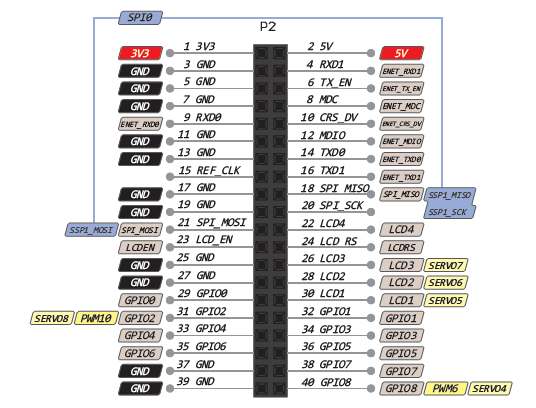 SPI0
P2
3V3 1 3V3 2 5V 5V
GND 3 GND 4 RXD1 ENET_RXD1
GND 5 GND 6 TX_EN ENET_TX_EN
GND 7 GND 8 MDC ENET_MDC
ENET_RXD0 9 RXD0 10 CRS_DV ENET_CRS_DV
GND 11 GND 12 MDIO ENET_MDIO
GND 13 GND 14 TXD0 ENET_TXD0
15 REF_CLK 16 TXD1 ENET_TXD1
GND 17 GND 18 SPI_MISO SPI_MISO SSP1_MISO
GND 19 GND 20 SPI_SCK SSP1_SCK
SSP1_MOSI SPI_MOSI 21 SPI_MOSI 22 LCD4 LCD4
LCDEN 23 LCD_EN 24 LCD_RS LCDRS
GND 25 GND 26 LCD3 LCD3 SERVO7
GND 27 GND 28 LCD2 LCD2 SERVO6
GPIO0 29 GPIO0 30 LCD1 LCD1 SERVO5
SERVO8 PWM10 GPIO2 31 GPIO2 32 GPIO1 GPIO1
GPIO4 33 GPIO4 34 GPIO3 GPIO3
GPIO6 35 GPIO6 36 GPIO5 GPIO5
GND 37 GND 38 GPIO7 GPIO7
GND 39 GND 40 GPIO8 GPIO8 PWM6 SERVO4